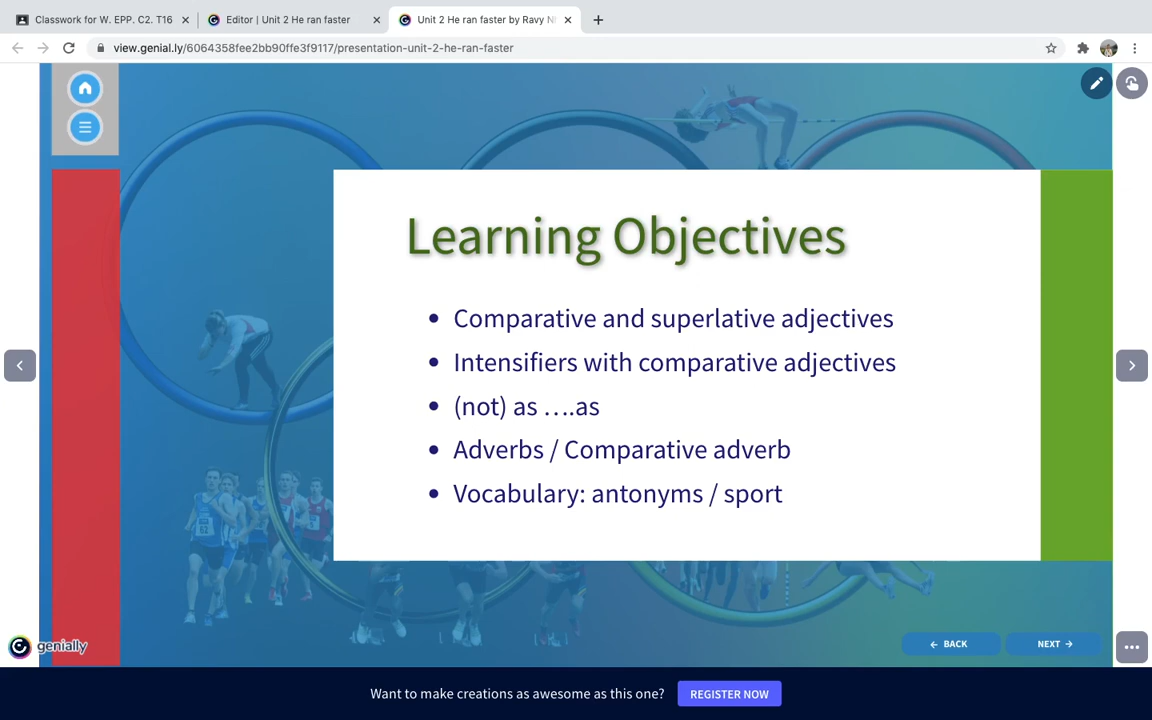 Classwork for W. EPP. C2. T16
Editor | Unit 2 He ran faster
Unit 2 He ran faster by Ravy N
view.genial.ly/6064358fee2bb90ffe3f9117/presentation-unit-2-he-ran-faster
Learning Objectives
• Comparative and superlative adjectives
• Intensifiers with comparative adjectives
• (not) as ….as
• Adverbs / Comparative adverb
• Vocabulary: antonyms / sport
genially
← BACK
NEXT →
Want to make creations as awesome as this one?
REGISTER NOW